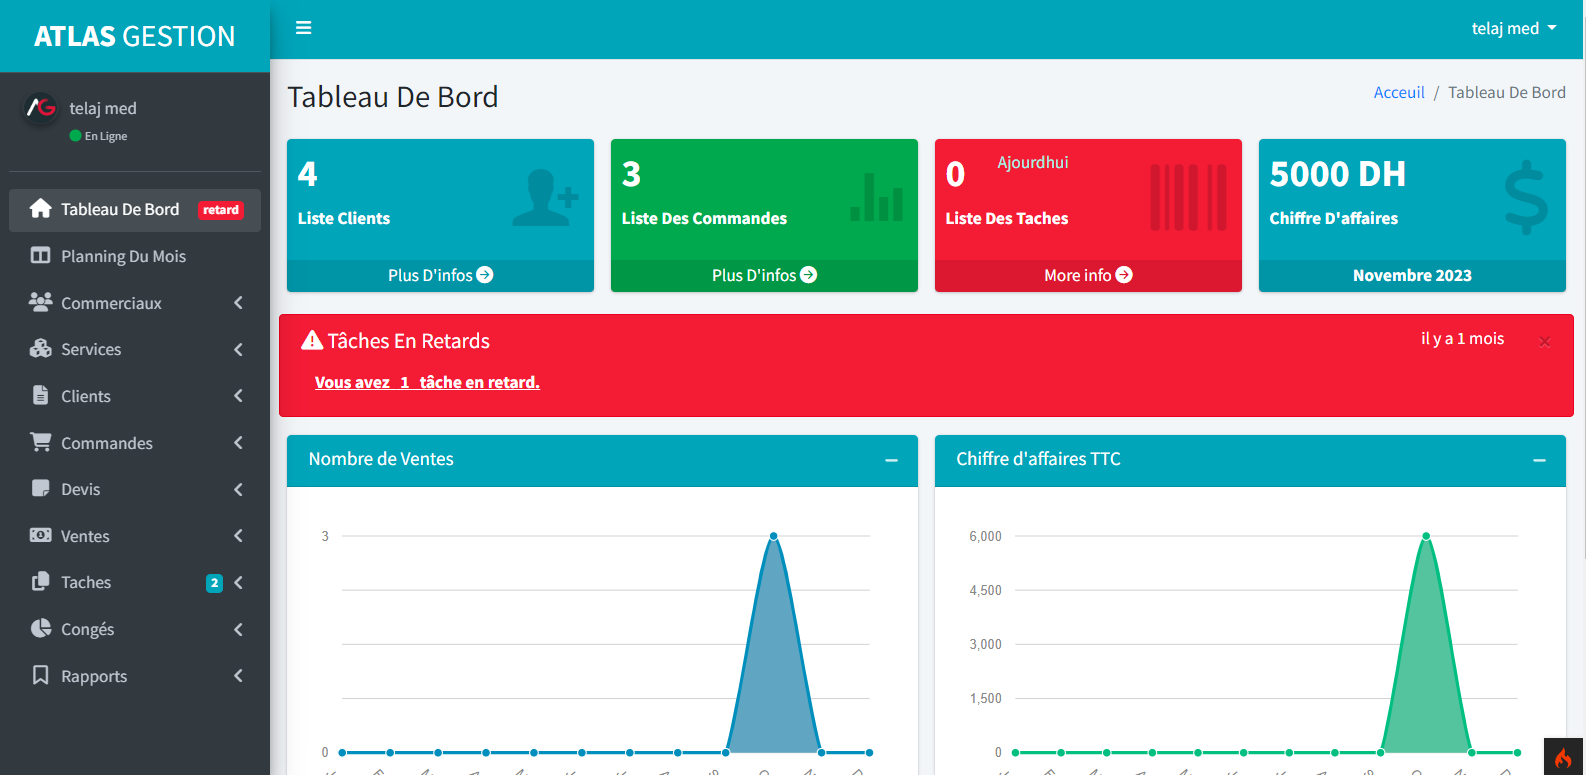 ATLAS GESTION
telaj med
telaj med
En Ligne
Tableau De Bord retard
Planning Du Mois
Commerciaux
Services
Clients
Commandes
Devis
Ventes
Taches 2
Congés
Rapports
Tableau De Bord
Acceuil / Tableau De Bord
4
Liste Clients
Plus D'infos
3
Liste Des Commandes
Plus D'infos
0 Ajourdhui
Liste Des Taches
More info
5000 DH
Chiffre D'affaires
Novembre 2023
Tâches En Retards
il y a 1 mois
×
Vous avez 1 tâche en retard.
Nombre de Ventes
3
0
Chiffre d'affaires TTC
6,000
4,500
3,000
1,500
0